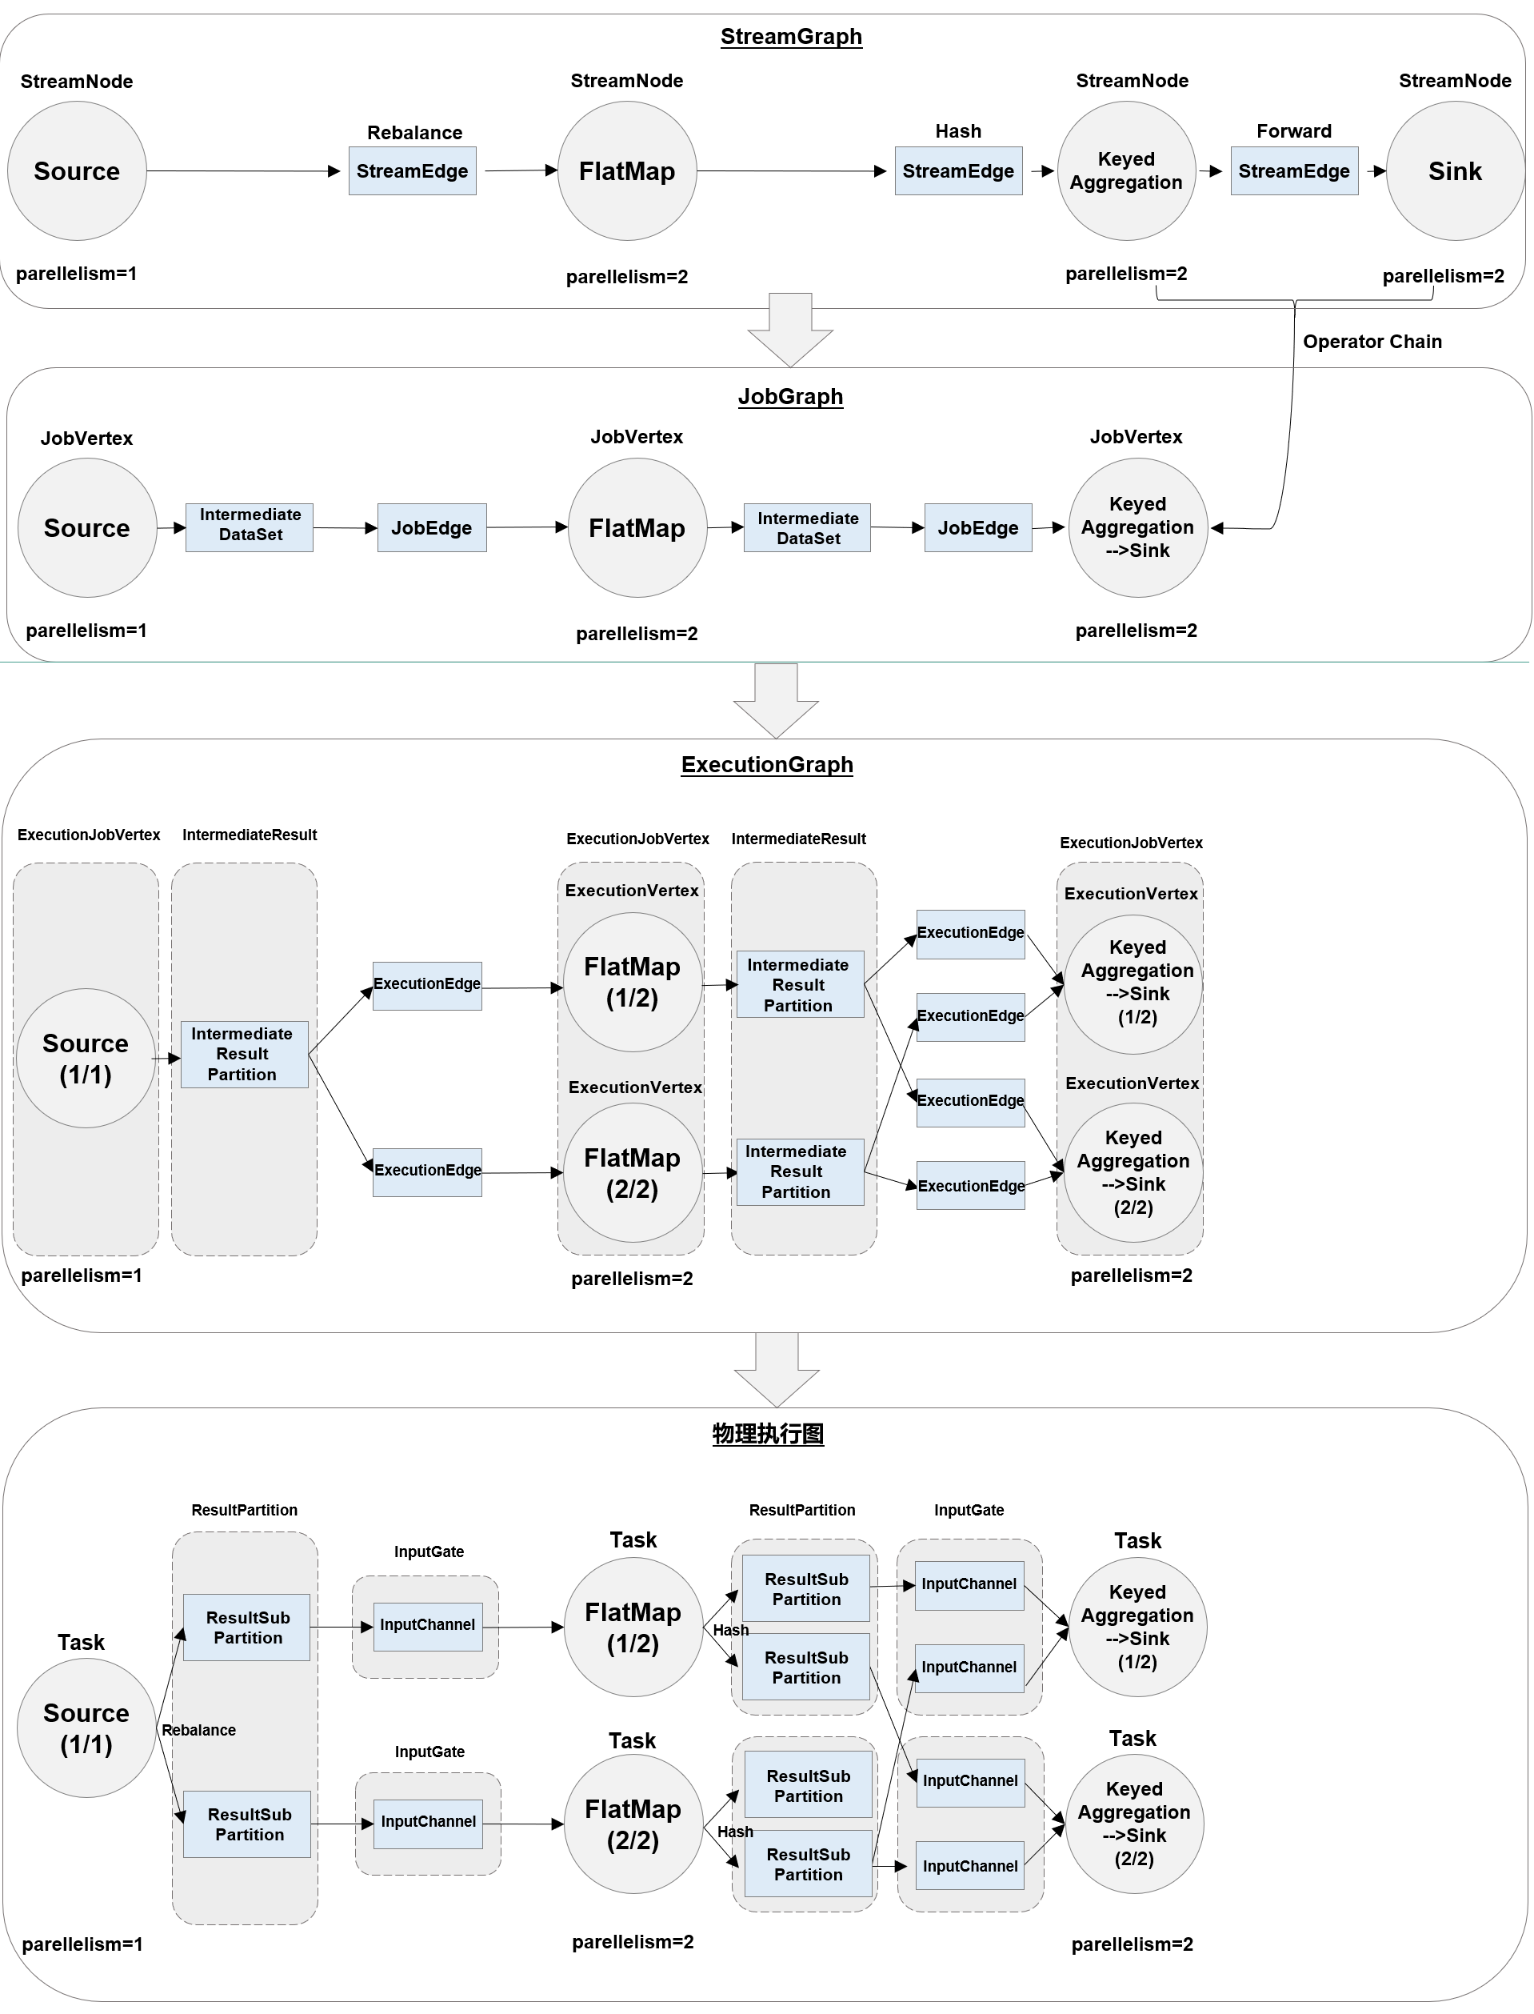 StreamGraph
StreamNode
StreamNode
StreamNode
StreamNode
Rebalance
Hash
Forward
Source
StreamEdge
FlatMap
StreamEdge
Keyed
Aggregation
StreamEdge
Sink
parellelism=1
parellelism=2
parellelism=2
parellelism=2
Operator Chain
JobGraph
JobVertex
JobVertex
JobVertex
Source
Intermediate
DataSet
JobEdge
FlatMap
Intermediate
DataSet
JobEdge
Keyed
Aggregation
-->Sink
parellelism=1
parellelism=2
parellelism=2
ExecutionGraph
ExecutionJobVertex
IntermediateResult
ExecutionJobVertex
IntermediateResult
ExecutionJobVertex
ExecutionVertex
ExecutionVertex
Source
(1/1)
Intermediate
Result
Partition
ExecutionEdge
ExecutionEdge
FlatMap
(1/2)
ExecutionVertex
FlatMap
(2/2)
Intermediate
Result
Partition
Intermediate
Result
Partition
ExecutionEdge
ExecutionEdge
ExecutionEdge
ExecutionEdge
Keyed
Aggregation
-->Sink
(1/2)
ExecutionVertex
Keyed
Aggregation
-->Sink
(2/2)
parellelism=1
parellelism=2
parellelism=2
物理执行图
ResultPartition
InputGate
Task
ResultPartition
InputGate
Task
Task
Source
(1/1)
Rebalance
ResultSub
Partition
ResultSub
Partition
InputChannel
InputGate
InputChannel
FlatMap
(1/2)
Hash
Task
FlatMap
(2/2)
Hash
ResultSub
Partition
ResultSub
Partition
ResultSub
Partition
ResultSub
Partition
InputChannel
InputChannel
InputChannel
InputChannel
Keyed
Aggregation
-->Sink
(1/2)
Task
Keyed
Aggregation
-->Sink
(2/2)
parellelism=1
parellelism=2
parellelism=2